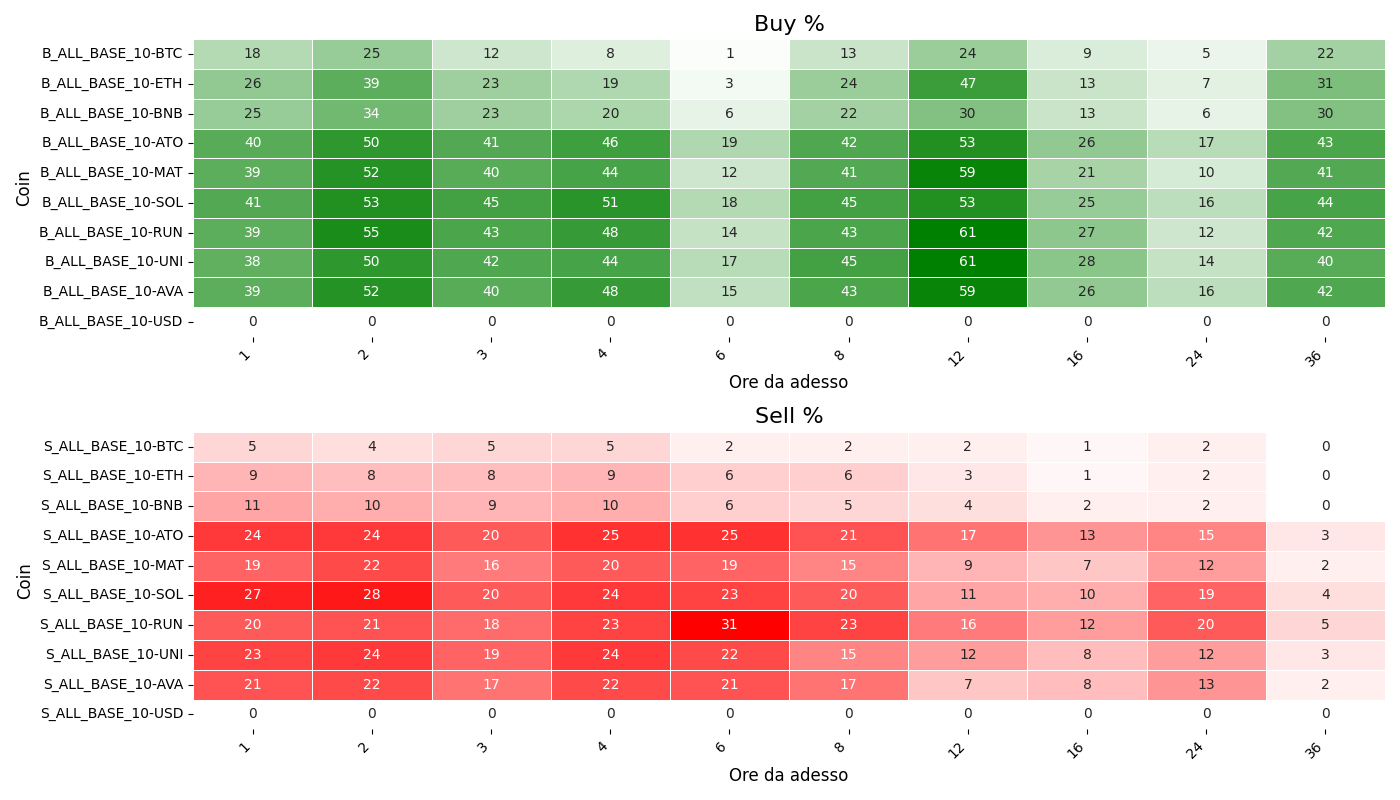 Buy %
Coin
B_ALL_BASE_10-BTC 18 25 12 8 1 13 24 9 5 22
B_ALL_BASE_10-ETH 26 39 23 19 3 24 47 13 7 31
B_ALL_BASE_10-BNB 25 34 23 20 6 22 30 13 6 30
B_ALL_BASE_10-ATO 40 50 41 46 19 42 53 26 17 43
B_ALL_BASE_10-MAT 39 52 40 44 12 41 59 21 10 41
B_ALL_BASE_10-SOL 41 53 45 51 18 45 53 25 16 44
B_ALL_BASE_10-RUN 39 55 43 48 14 43 61 27 12 42
B_ALL_BASE_10-UNI 38 50 42 44 17 45 61 28 14 40
B_ALL_BASE_10-AVA 39 52 40 48 15 43 59 26 16 42
B_ALL_BASE_10-USD 0 0 0 0 0 0 0 0 0 0
1 2 3 4 6 8 12 16 24 36
Ore da adesso
Sell %
Coin
S_ALL_BASE_10-BTC 5 4 5 5 2 2 2 1 2 0
S_ALL_BASE_10-ETH 9 8 8 9 6 6 3 1 2 0
S_ALL_BASE_10-BNB 11 10 9 10 6 5 4 2 2 0
S_ALL_BASE_10-ATO 24 24 20 25 25 21 17 13 15 3
S_ALL_BASE_10-MAT 19 22 16 20 19 15 9 7 12 2
S_ALL_BASE_10-SOL 27 28 20 24 23 20 11 10 19 4
S_ALL_BASE_10-RUN 20 21 18 23 31 23 16 12 20 5
S_ALL_BASE_10-UNI 23 24 19 24 22 15 12 8 12 3
S_ALL_BASE_10-AVA 21 22 17 22 21 17 7 8 13 2
S_ALL_BASE_10-USD 0 0 0 0 0 0 0 0 0 0
1 2 3 4 6 8 12 16 24 36
Ore da adesso